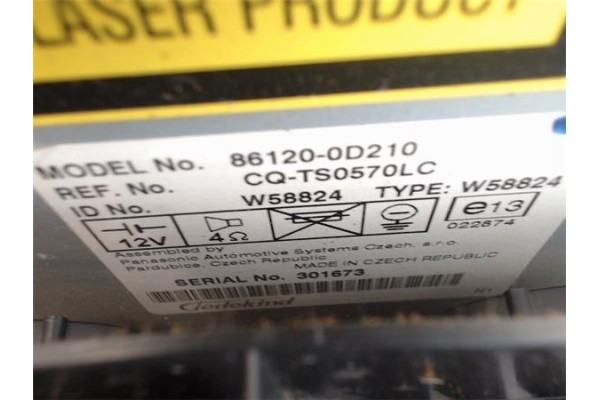 LASER PRODUCT
MODEL No. 86120-0D210
REF. No. CQ-TS0570LC
ID No. W58824 TYPE: W58824
12V 4Ω e13
022874
Assembled by
Panasonic Automotive Systems Czech, s.r.o.
Pardubice, Czech Republic
MADE IN CZECH REPUBLIC
SERIAL No. 301673